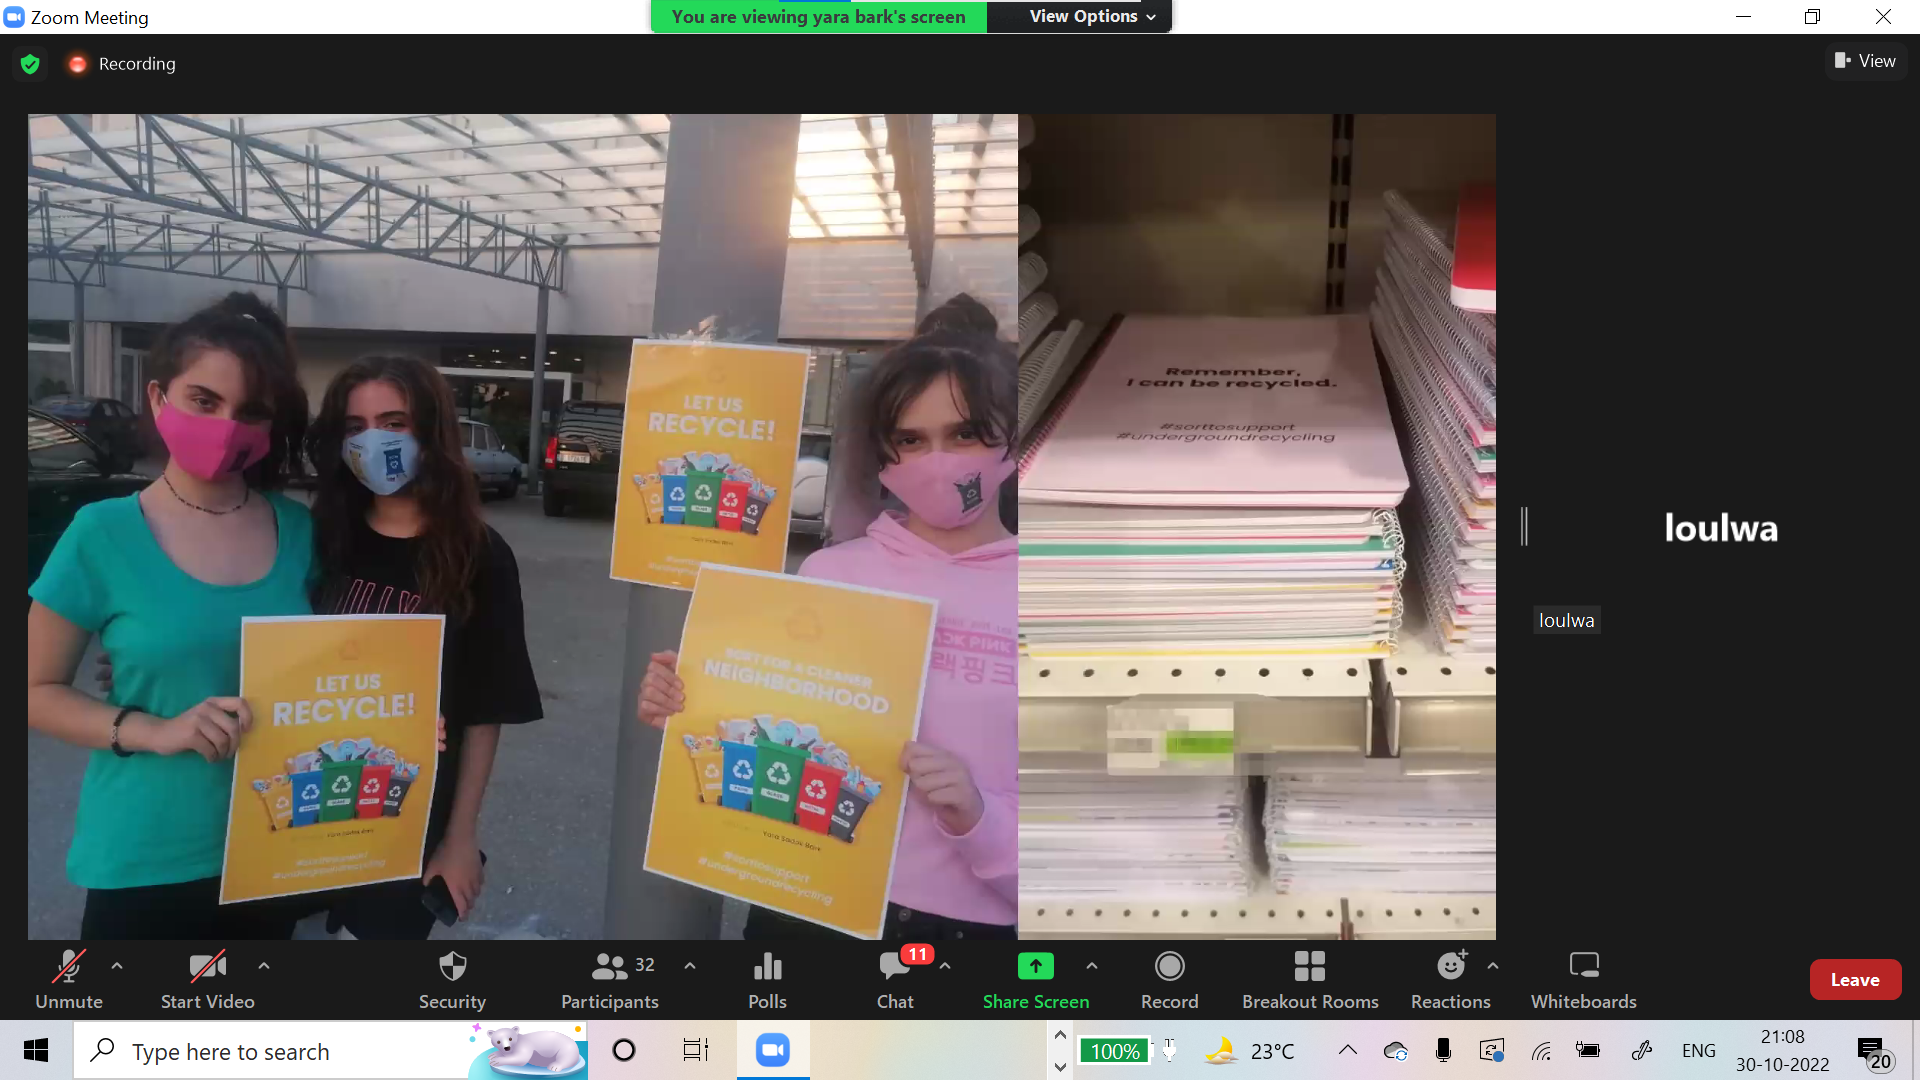 Zoom Meeting
You are viewing yara bark's screen
View Options
Recording
View
LET US
RECYCLE!
#undergroundrecycling
LET US
RECYCLE!
#sorttosupport
#undergroundrecycling
SORT FOR A CLEANER
NEIGHBORHOOD
#sorttosupport
#undergroundrecycling
Remember,
I can be recycled.
#sorttosupport
#undergroundrecycling
loulwa
loulwa
Unmute
Start Video
Security
32
Participants
Polls
11
Chat
Share Screen
Record
Breakout Rooms
Reactions
Whiteboards
Leave
Type here to search
100%
23°C
ENG
21:08
30-10-2022
20